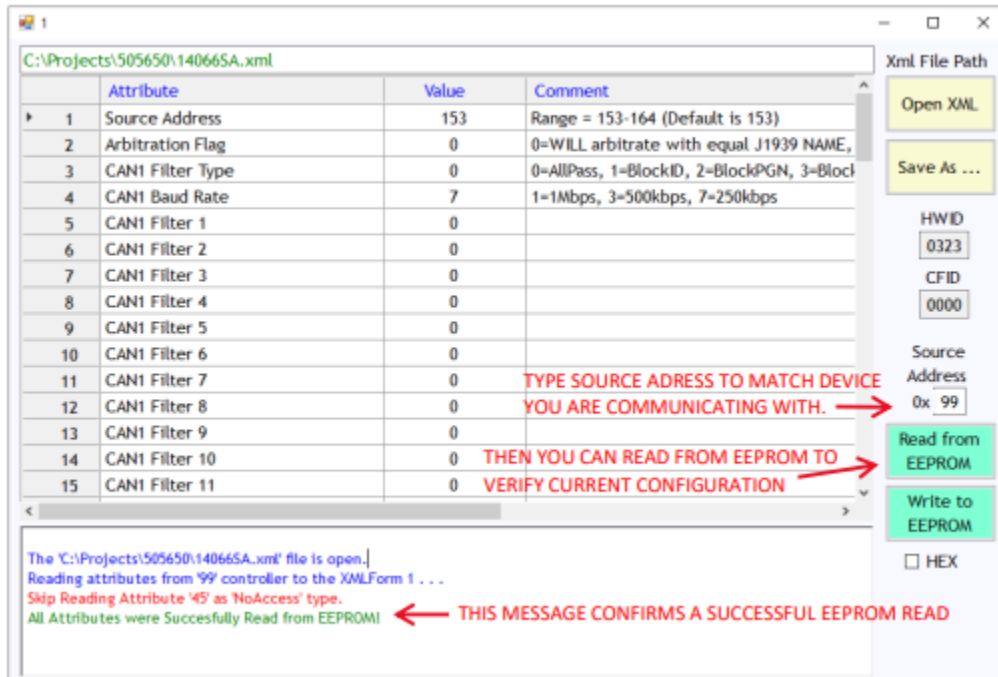 1
C:\Projects\505650\14066SA.xml
Xml File Path
Attribute Value Comment
Open XML
1 Source Address 153 Range = 153-164 (Default is 153)
2 Arbitration Flag 0 0=WILL arbitrate with equal J1939 NAME,
3 CAN1 Filter Type 0 0=AllPass, 1=BlockID, 2=BlockPGN, 3=Block
Save As ...
4 CAN1 Baud Rate 7 1=1Mbps, 3=500kbps, 7=250kbps
5 CAN1 Filter 1 0
HWID
6 CAN1 Filter 2 0
0323
7 CAN1 Filter 3 0
CFID
8 CAN1 Filter 4 0
0000
9 CAN1 Filter 5 0
10 CAN1 Filter 6 0
Source
Address
11 CAN1 Filter 7 0
TYPE SOURCE ADRESS TO MATCH DEVICE
12 CAN1 Filter 8 0
YOU ARE COMMUNICATING WITH.
0x 99
13 CAN1 Filter 9 0
14 CAN1 Filter 10 0
THEN YOU CAN READ FROM EEPROM TO
Read from
EEPROM
15 CAN1 Filter 11 0
VERIFY CURRENT CONFIGURATION
Write to
EEPROM
HEX
The 'C:\Projects\505650\14066SA.xml' file is open.
Reading attributes from '99' controller to the XMLForm 1 . . .
Skip Reading Attribute '45' as 'NoAccess' type.
All Attributes were Succesfully Read from EEPROM!
THIS MESSAGE CONFIRMS A SUCCESSFUL EEPROM READ